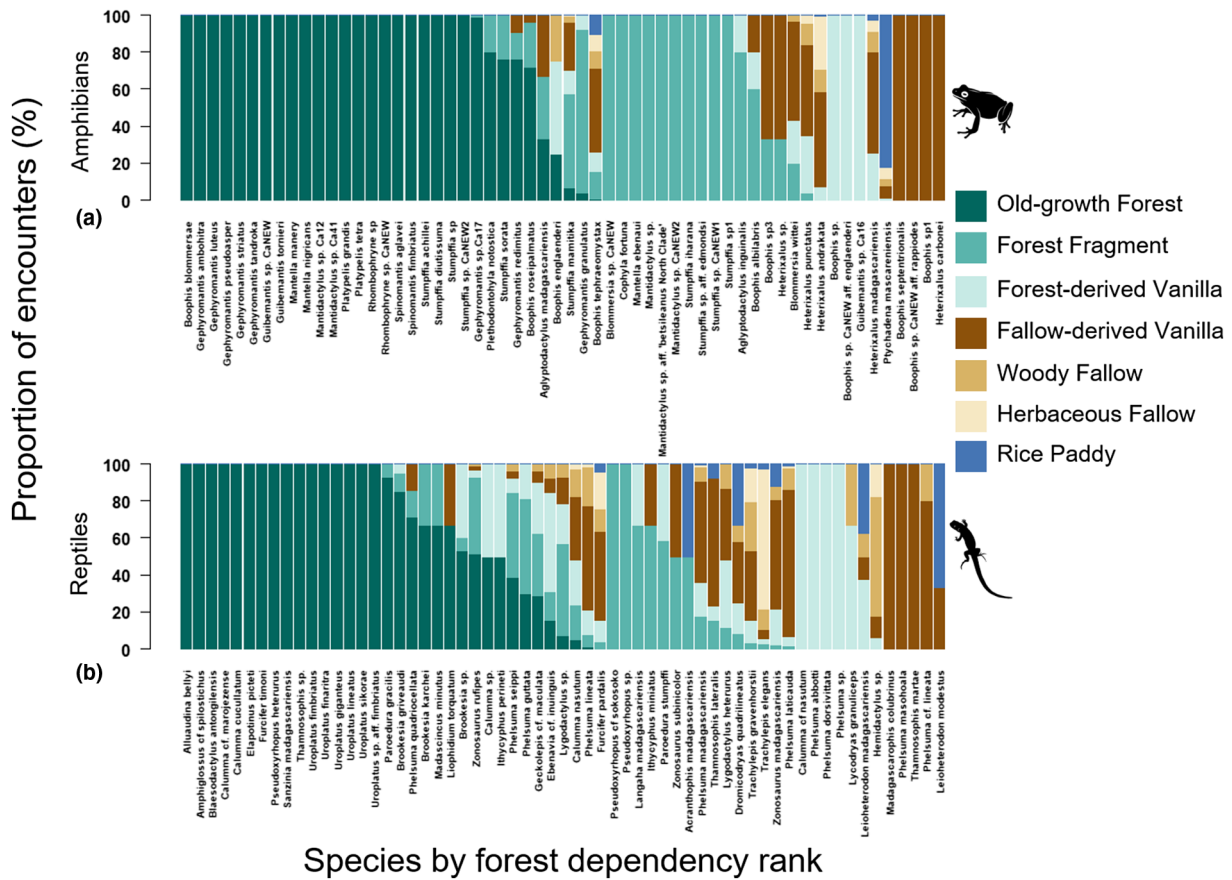 Proportion of encounters (%)
Amphibians
100
80
60
40
20
0
(a)
Boophis blommersae
Gephyromantis ambohitra
Gephyromantis luteus
Gephyromantis pseudoasper
Gephyromantis striatus
Gephyromantis tandroka
Guibemantis sp. CaNEW
Guibemantis tornieri
Mantella manery
Mantella nigricans
Mantidactylus sp. Ca12
Mantidactylus sp. Ca41
Platypelis grandis
Platypelis tetra
Rhombophryne sp
Rhombophryne sp. CaNEW
Spinomantis aglavei
Spinomantis fimbriatus
Stumpffia achillei
Stumpffia diutissuma
Stumpffia sp
Stumpffia sp. CaNEW2
Gephyromantis sp.Ca17
Plethodontohyla notostica
Stumpffia sorata
Gephyromantis redimitus
Boophis roseipalmatus
Aglyptodactylus madagascariensis
Boophis englaenderi
Stumpffia mamitika
Gephyromantis granulatus
Boophis tephraeomystax
Blommersia sp. CaNEW
Cophyla fortuna
Mantella ebenaui
Mantidactylus sp.
Mantidactylus sp. aff. 'betsileanus North Clade'
Mantidactylus sp. CaNEW2
Stumpffia iharana
Stumpffia sp. aff. edmondsi
Stumpffia sp. CaNEW1
Stumpffia sp1
Aglyptodactylus inguinalis
Boophis albilabris
Boophis sp3
Heterixalus sp.
Blommersia wittei
Heterixalus punctatus
Heterixalus andrakata
Boophis sp.
Boophis sp. CaNEW aff. englaenderi
Guibemantis sp. Ca16
Heterixalus madagascariensis
Ptychadena mascareniensis
Boophis septentrionalis
Boophis sp. CaNEW aff. rappiodes
Boophis sp1
Heterixalus carbonei
Old-growth Forest
Forest Fragment
Forest-derived Vanilla
Fallow-derived Vanilla
Woody Fallow
Herbaceous Fallow
Rice Paddy
Reptiles
100
80
60
40
20
0
(b)
Alluaudina bellyi
Amphiglossus cf spilostichus
Blaesodactylus antongilensis
Calumma cf. marojezense
Calumma cucullatum
Elapotinus picteti
Furcifer timoni
Pseudoxyrhopus heterurus
Sanzinia madagascariensis
Thamnosophis sp.
Uroplatus fimbriatus
Uroplatus finaritra
Uroplatus giganteus
Uroplatus lineatus
Uroplatus sikorae
Uroplatus sp. aff. fimbriatus
Paroedura gracilis
Brookesia griveaudi
Phelsuma quadriocellata
Brookesia karchei
Madascincus minutus
Liophidium torquatum
Brookesia sp.
Zonosaurus rufipes
Calumma sp.
Ithycyphus perineti
Phelsuma seippi
Phelsuma guttata
Geckolepis cf. maculata
Ebenavia cf. inunguis
Lygodactylus sp.
Calumma nasutum
Phelsuma lineata
Furcifer pardalis
Pseudoxyrhopus cf sokosoko
Pseudoxyrhopus sp.
Langaha madagascariensis
Ithycyphus miniatus
Paroedura stumpffi
Zonosaurus subinicolor
Acranthophis madagascariensis
Phelsuma madagascariensis
Thamnosophis lateralis
Lygodactylus heterurus
Dromicodryas quadrilineatus
Trachylepis gravenhorstii
Trachylepis elegans
Zonosaurus madagascariensis
Phelsuma laticauda
Calumma cf nasutum
Phelsuma abbotti
Phelsuma dorsivittata
Phelsuma sp.
Lycodryas granuliceps
Leioheterodon madagascariensis
Hemidactylus sp.
Madagascarophis colubrinus
Phelsuma masohoala
Thamnosophis martae
Phelsuma cf. lineata
Leioheterodon modestus
Species by forest dependency rank